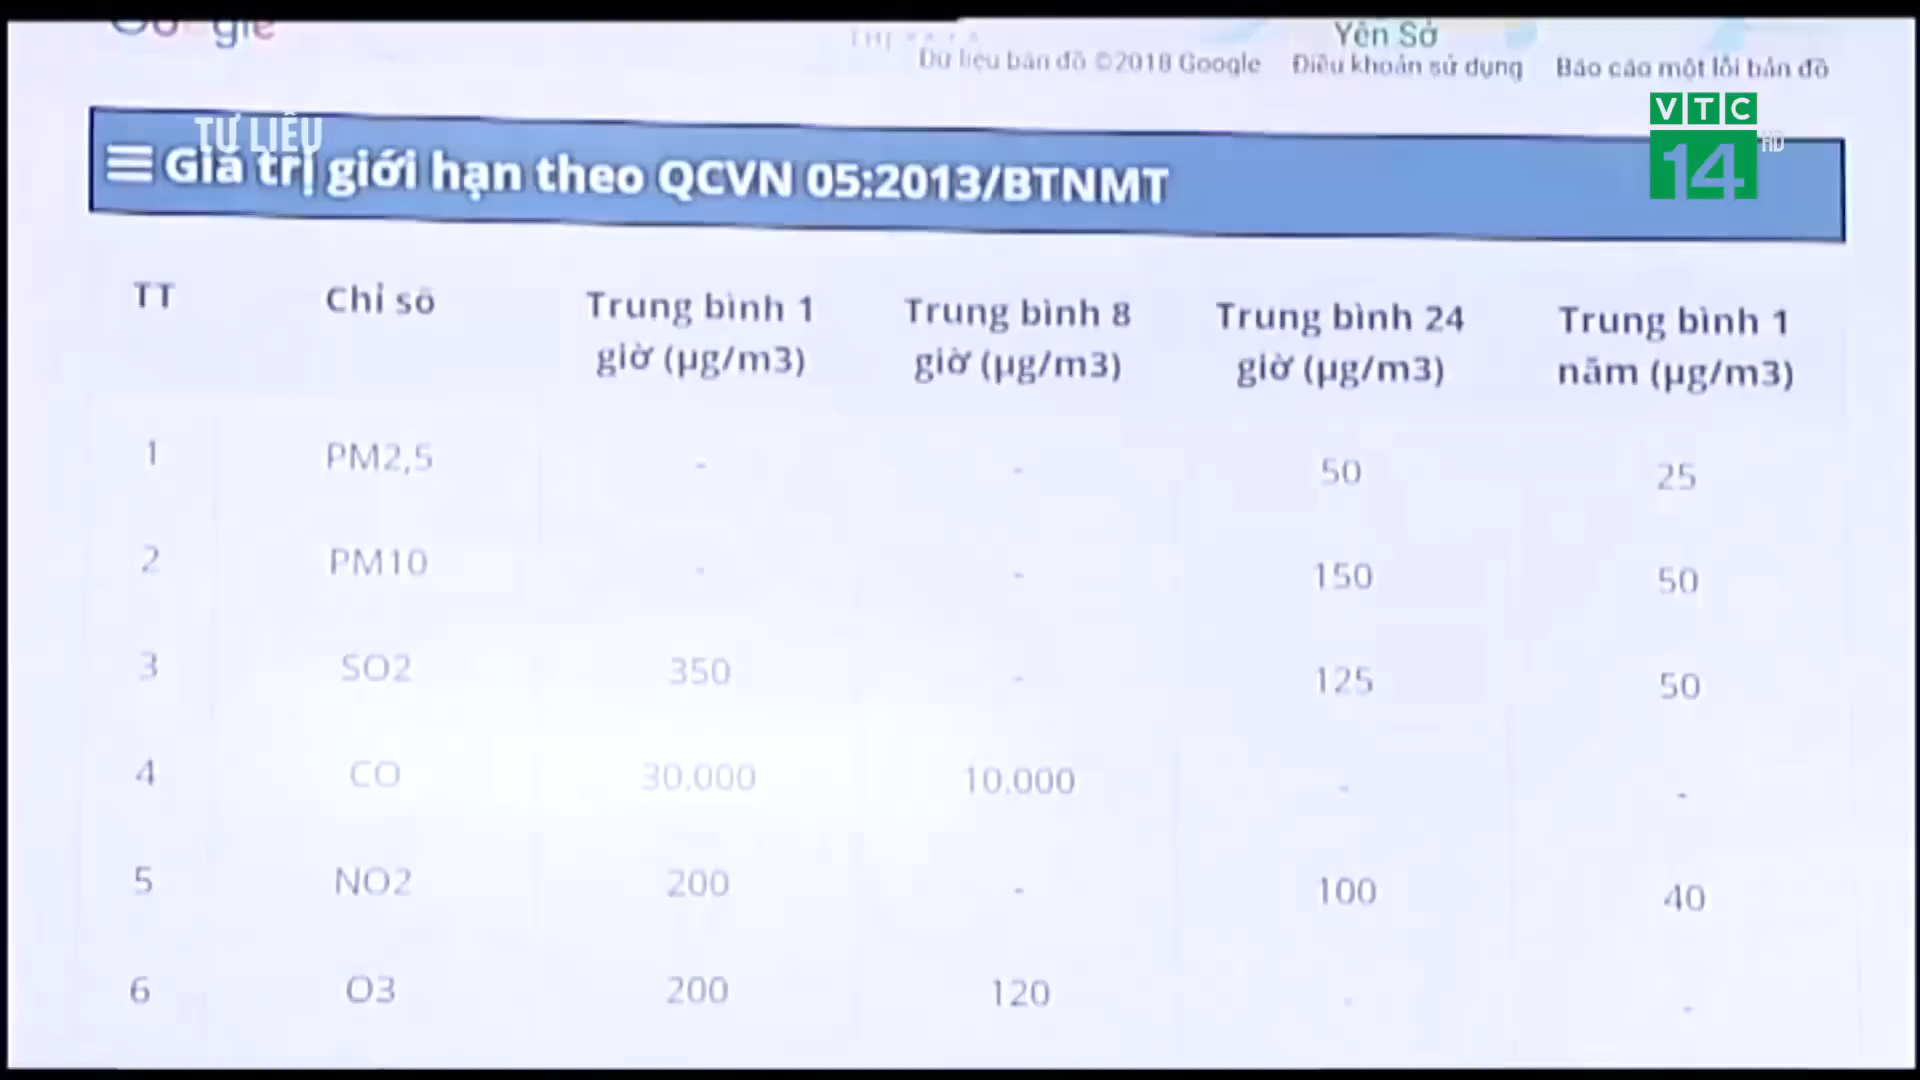 Google
Yên Sở
Dữ liệu bản đồ ©2018 Google Điều khoản sử dụng Báo cáo một lỗi bản đồ
VTC
14 HD
TƯ LIỆU
Giá trị giới hạn theo QCVN 05:2013/BTNMT
TT Chỉ số Trung bình 1 giờ (µg/m3) Trung bình 8 giờ (µg/m3) Trung bình 24 giờ (µg/m3) Trung bình 1 năm (µg/m3)
1 PM2,5 - - 50 25
2 PM10 - - 150 50
3 SO2 350 - 125 50
4 CO 30.000 10.000 - -
5 NO2 200 - 100 40
6 O3 200 120 - -